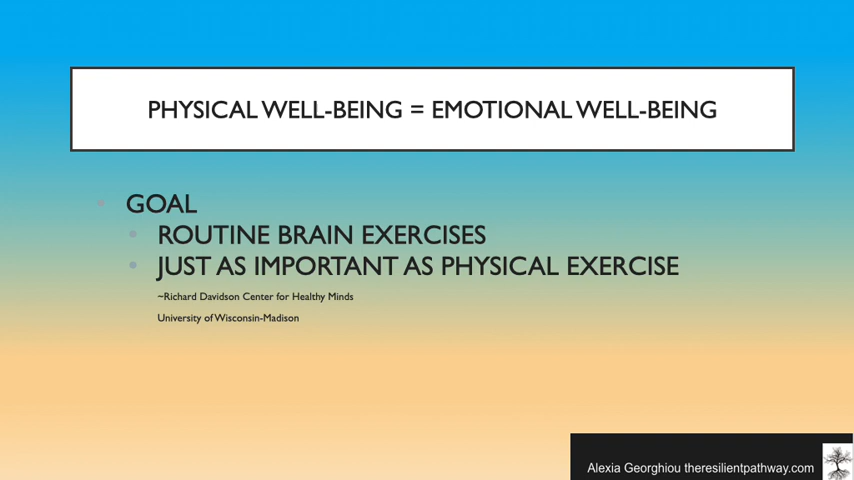 PHYSICAL WELL-BEING = EMOTIONAL WELL-BEING
GOAL
ROUTINE BRAIN EXERCISES
JUST AS IMPORTANT AS PHYSICAL EXERCISE
~Richard Davidson Center for Healthy Minds
University of Wisconsin-Madison
Alexia Georghiou theresilientpathway.com